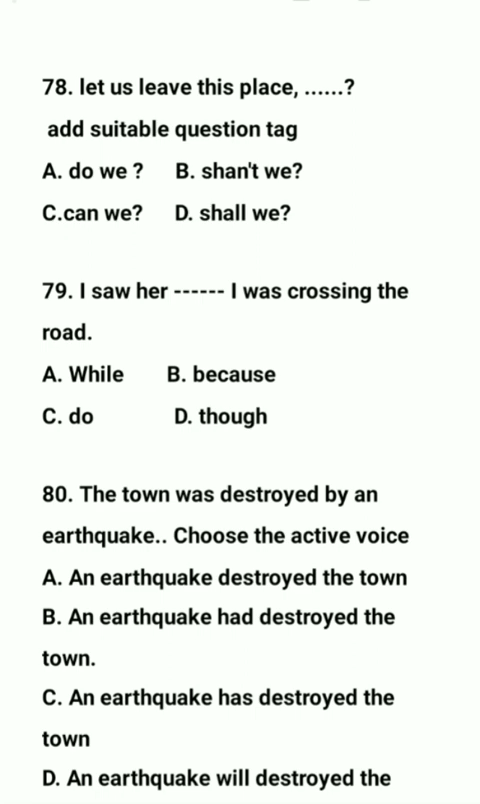 78. let us leave this place, ......?
add suitable question tag
A. do we ? B. shan't we?
C.can we? D. shall we?
79. I saw her ------ I was crossing the
road.
A. While B. because
C. do D. though
80. The town was destroyed by an
earthquake.. Choose the active voice
A. An earthquake destroyed the town
B. An earthquake had destroyed the
town.
C. An earthquake has destroyed the
town
D. An earthquake will destroyed the